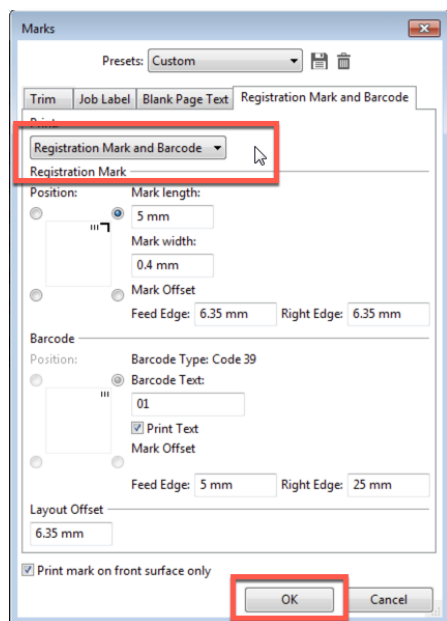 Marks
Presets: Custom
Trim Job Label Blank Page Text Registration Mark and Barcode
Print:
Registration Mark and Barcode
Registration Mark
Position: Mark length:
5 mm
Mark width:
0.4 mm
Mark Offset
Feed Edge: 6.35 mm Right Edge: 6.35 mm
Barcode
Position: Barcode Type: Code 39
Barcode Text:
01
Print Text
Mark Offset
Feed Edge: 5 mm Right Edge: 25 mm
Layout Offset
6.35 mm
Print mark on front surface only
OK Cancel